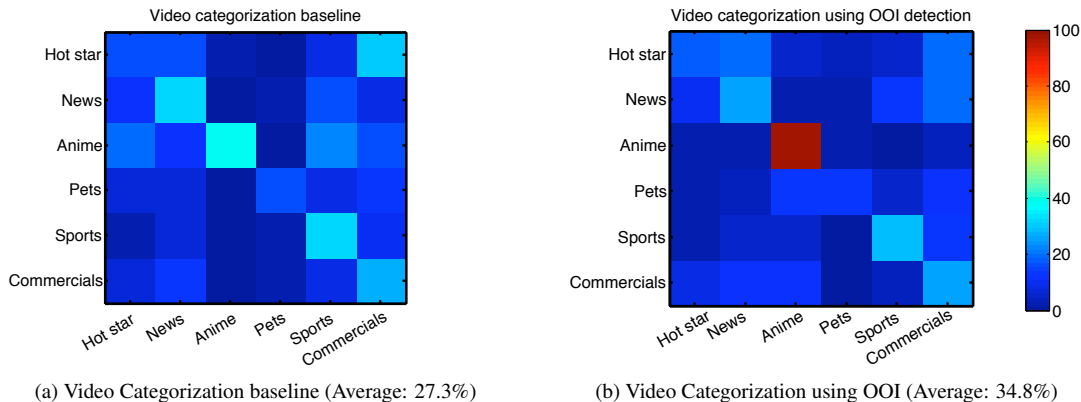 Video categorization baseline
Hot star
News
Anime
Pets
Sports
Commercials
Hot star
News
Anime
Pets
Sports
Commercials
(a) Video Categorization baseline (Average: 27.3%)
Video categorization using OOI detection
Hot star
News
Anime
Pets
Sports
Commercials
Hot star
News
Anime
Pets
Sports
Commercials
100
80
60
40
20
0
(b) Video Categorization using OOI (Average: 34.8%)